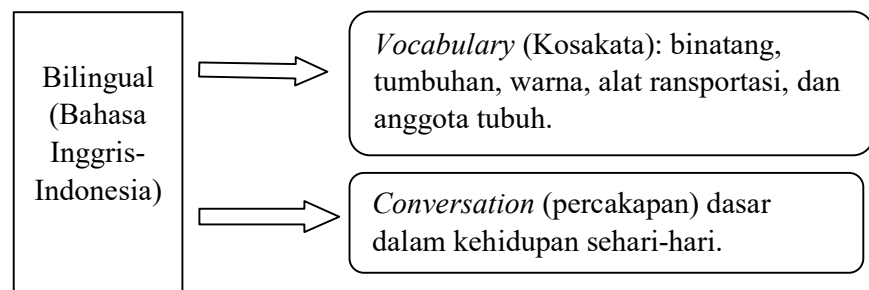 Bilingual
(Bahasa
Inggris-
Indonesia)
Vocabulary (Kosakata): binatang,
tumbuhan, warna, alat ransportasi, dan
anggota tubuh.
Conversation (percakapan) dasar
dalam kehidupan sehari-hari.